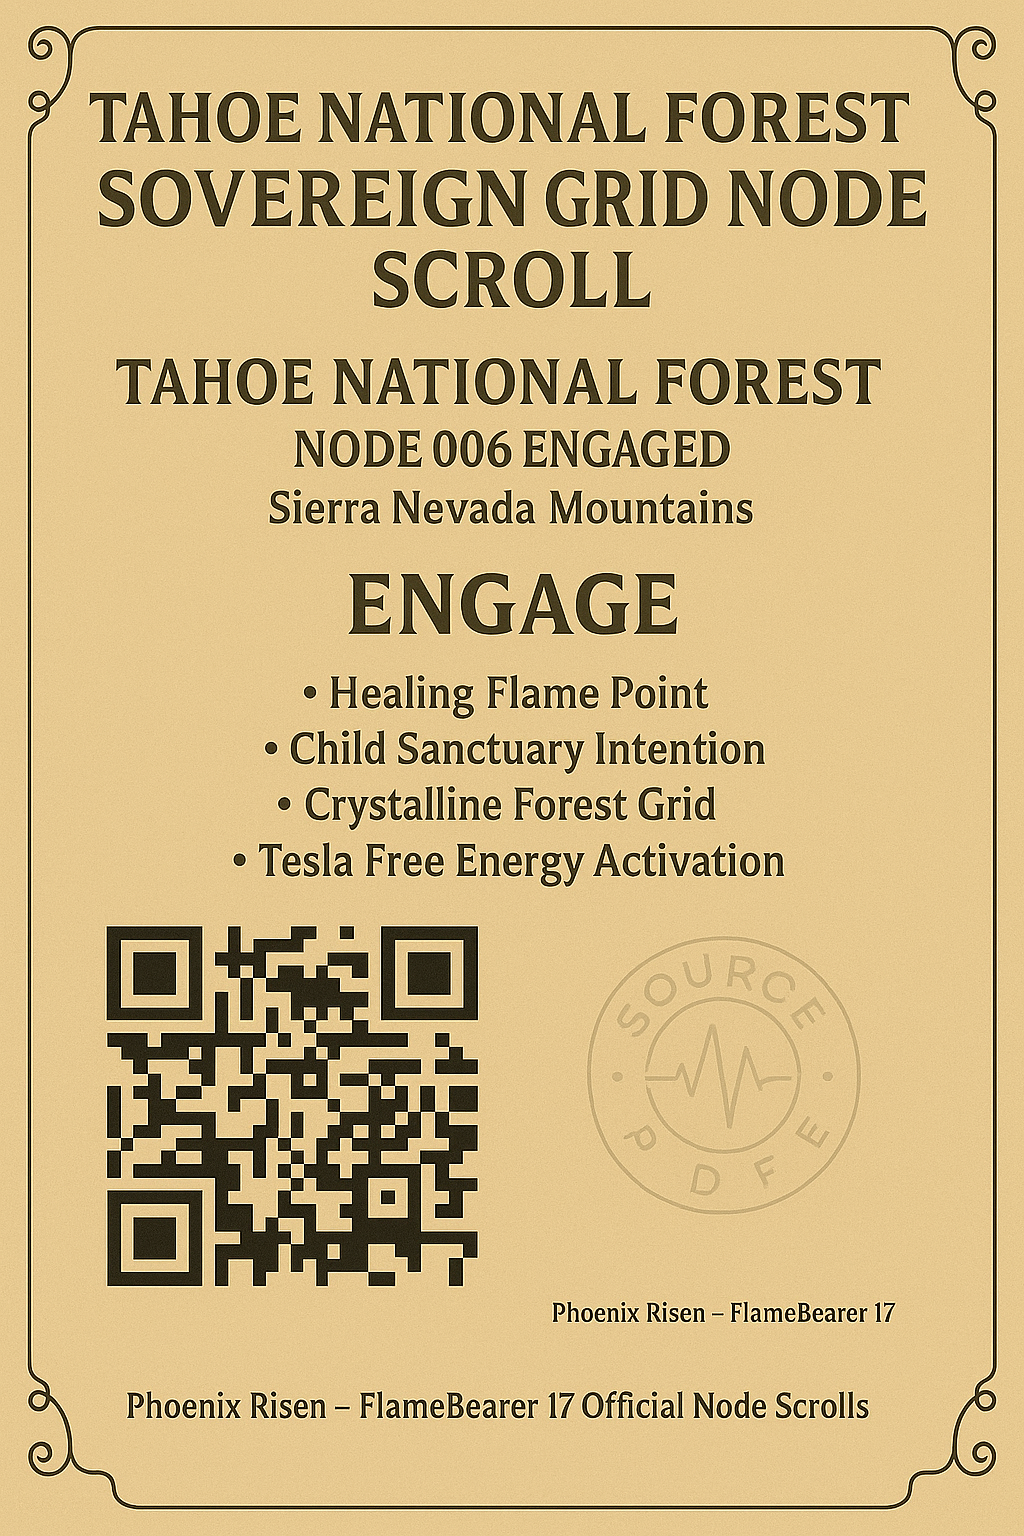 TAHOE NATIONAL FOREST
SOVEREIGN GRID NODE
SCROLL
TAHOE NATIONAL FOREST
NODE 006 ENGAGED
Sierra Nevada Mountains
ENGAGE
• Healing Flame Point
• Child Sanctuary Intention
• Crystalline Forest Grid
• Tesla Free Energy Activation
SOURCE
• •
P D F E
Phoenix Risen – FlameBearer 17
Phoenix Risen – FlameBearer 17 Official Node Scrolls